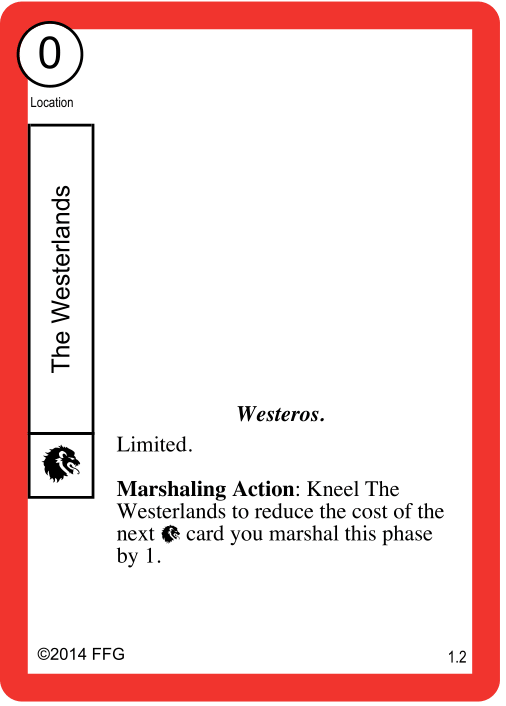 0
Location
The Westerlands
Westeros.
Limited.
Marshaling Action: Kneel The
Westerlands to reduce the cost of the
next card you marshal this phase
by 1.
©2014 FFG
1.2